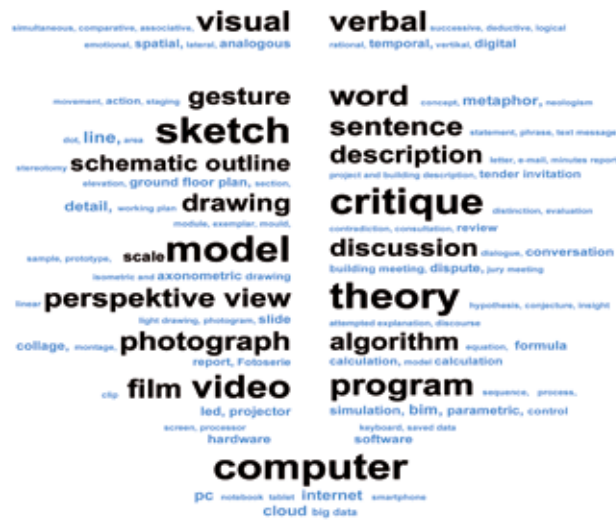 simultaneous, comparative, associative, visual
emotional, spatial, lateral, analogous
movement, action, staging gesture
dot, line, area sketch
stereotomy schematic outline
elevation, ground floor plan, section,
detail, working plan drawing
module, exemplar, mould,
sample, prototype, scale model
isometric and axonometric drawing
linear perspektive view
light drawing, photogram, slide
collage, montage, photograph
report, Fotoserie
clip film video
led, projector
screen, processor
hardware
verbal successive, deductive, logical
rational, temporal, vertikal, digital
word concept, metaphor, neologism
sentence statement, phrase, text message
description letter, e-mail, minutes report
project and building description, tender invitation
critique distinction, evaluation
contradiction, consultation, review
discussion dialogue, conversation
building meeting, dispute, jury meeting
theory hypothesis, conjecture, insight
attempted explanation, discourse
algorithm equation, formula
calculation, model calculation
program sequence, process,
simulation, bim, parametric, control
keyboard, saved data
software
computer
pc notebook tablet internet smartphone
cloud big data